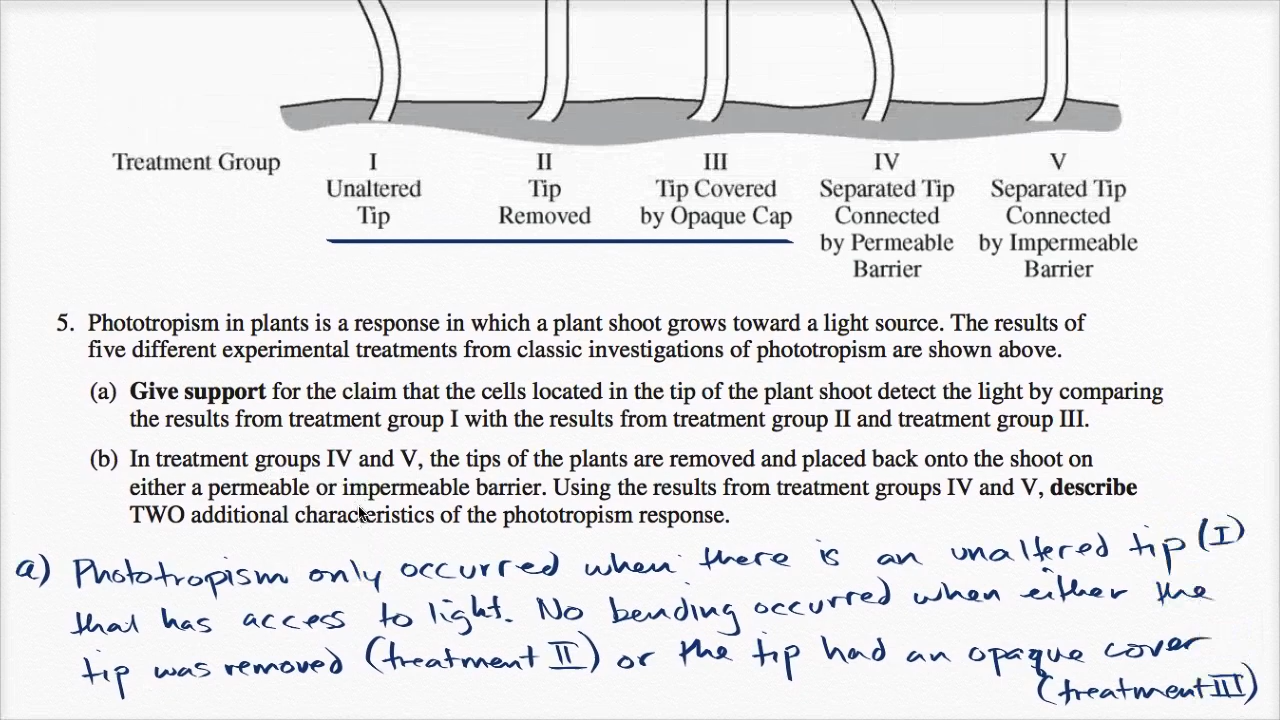 Treatment Group I II III IV V
Unaltered Tip Tip Covered Separated Tip Separated Tip
Tip Removed by Opaque Cap Connected Connected
by Permeable by Impermeable
Barrier Barrier
5. Phototropism in plants is a response in which a plant shoot grows toward a light source. The results of
five different experimental treatments from classic investigations of phototropism are shown above.
(a) Give support for the claim that the cells located in the tip of the plant shoot detect the light by comparing
the results from treatment group I with the results from treatment group II and treatment group III.
(b) In treatment groups IV and V, the tips of the plants are removed and placed back onto the shoot on
either a permeable or impermeable barrier. Using the results from treatment groups IV and V, describe
TWO additional characteristics of the phototropism response.
a) Phototropism only occurred when there is an unaltered tip (I)
that has access to light. No bending occurred when either the
tip was removed (treatment II) or the tip had an opaque cover
(treatment III)